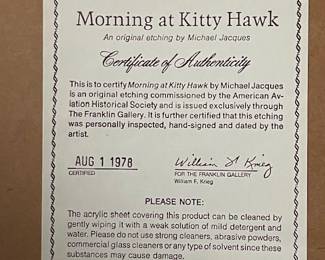 Morning at Kitty Hawk
An original etching by Michael Jacques
Certificate of Authenticity
This is to certify Morning at Kitty Hawk by Michael Jacques
is an original etching commissioned by the American Av-
iation Historical Society and is issued exclusively through
The Franklin Gallery. It is further certified that this etching
was personally inspected, hand-signed and dated by the
artist.
AUG 1 1978
CERTIFIED
William F. Krieg
FOR THE FRANKLIN GALLERY
William F. Krieg
PLEASE NOTE:
The acrylic sheet covering this product can be cleaned by
gently wiping it with a weak solution of mild detergent and
water. Please do not use strong cleaners, abrasive powders,
commercial glass cleaners or any type of solvent since these
substances may cause damage.